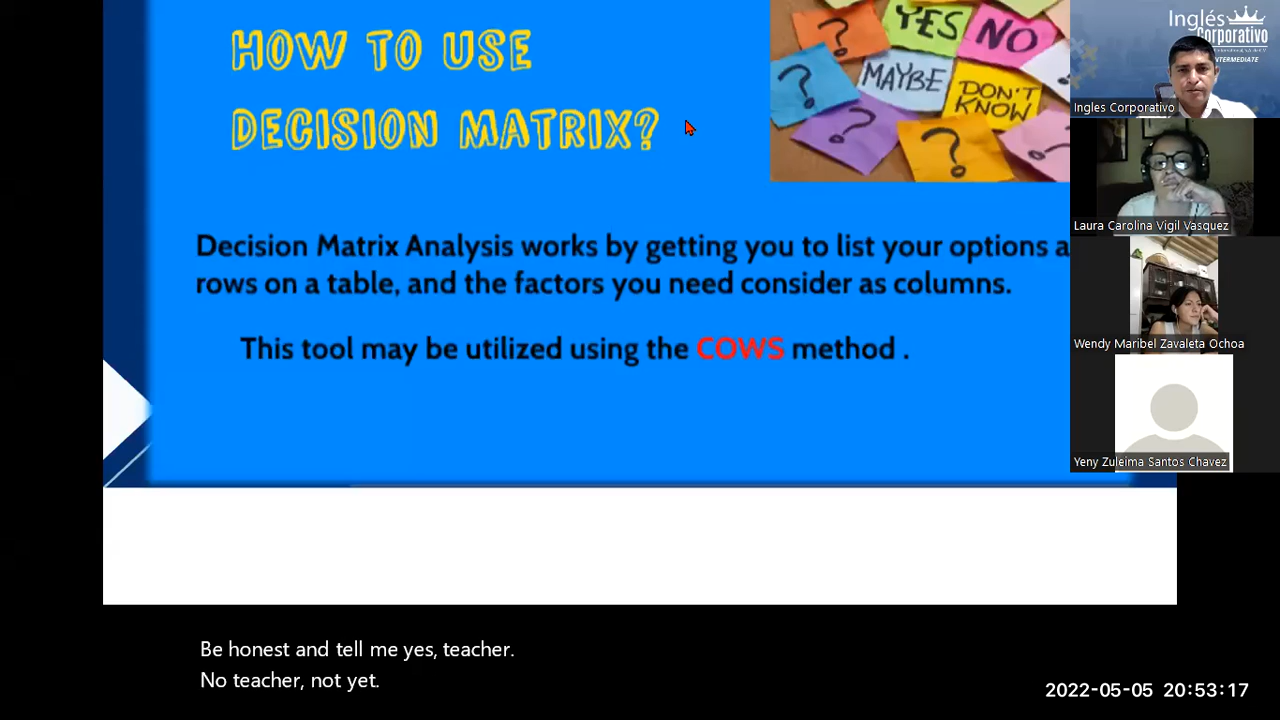 HOW TO USE
DECISION MATRIX?
YES
NO
?
?
MAYBE
DON'T
KNOW
?
?
?
Decision Matrix Analysis works by getting you to list your options a
rows on a table, and the factors you need consider as columns.
This tool may be utilized using the COWS method .
Inglés
Corporativo
INTERMEDIATE
Ingles Corporativo
Laura Carolina Vigil Vasquez
Wendy Maribel Zavaleta Ochoa
Yeny Zuleima Santos Chavez
Be honest and tell me yes, teacher.
No teacher, not yet.
2022-05-05 20:53:17